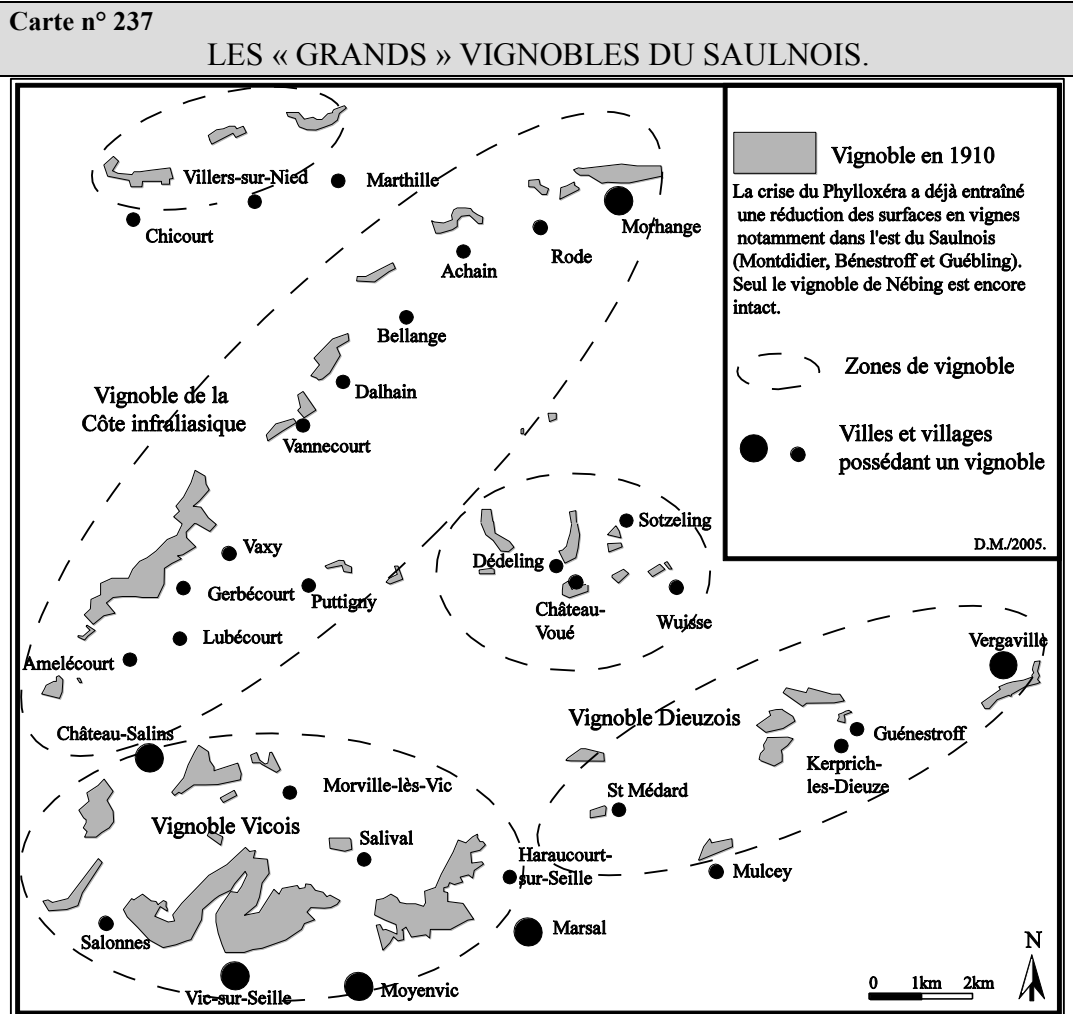 Carte n° 237
LES « GRANDS » VIGNOBLES DU SAULNOIS.
Vignoble en 1910
La crise du Phylloxéra a déjà entraîné
une réduction des surfaces en vignes
notamment dans l'est du Saulnois
(Montdidier, Bénestroff et Guébling).
Seul le vignoble de Nébing est encore
intact.
Zones de vignoble
Villes et villages
possédant un vignoble
D.M./2005.
Villers-sur-Nied
Marthille
Chicourt
Morhange
Rode
Achain
Bellange
Dalhain
Vignoble de la
Côte infraliasique
Vannecourt
Sotzeling
Vaxy
Dédeling
Gerbécourt
Puttigny
Château-
Voué
Wuisse
Lubécourt
Amelécourt
Vergaville
Château-Salins
Vignoble Dieuzois
Guénestroff
Kerprich-
les-Dieuze
Morville-lès-Vic
St Médard
Vignoble Vicois
Salival
Haraucourt-
sur-Seille
Mulcey
Marsal
Salonnes
Vic-sur-Seille
Moyenvic
N
0 1km 2km